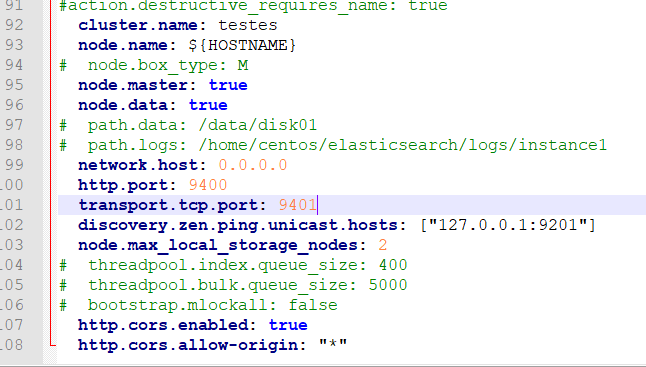 91 #action.destructive_requires_name: true
92 cluster.name: testes
93 node.name: ${HOSTNAME}
94 # node.box_type: M
95 node.master: true
96 node.data: true
97 # path.data: /data/disk01
98 # path.logs: /home/centos/elasticsearch/logs/instance1
99 network.host: 0.0.0.0
.00 http.port: 9400
.01 transport.tcp.port: 9401
.02 discovery.zen.ping.unicast.hosts: ["127.0.0.1:9201"]
.03 node.max_local_storage_nodes: 2
.04 # threadpool.index.queue_size: 400
.05 # threadpool.bulk.queue_size: 5000
.06 # bootstrap.mlockall: false
.07 http.cors.enabled: true
.08 http.cors.allow-origin: "*"